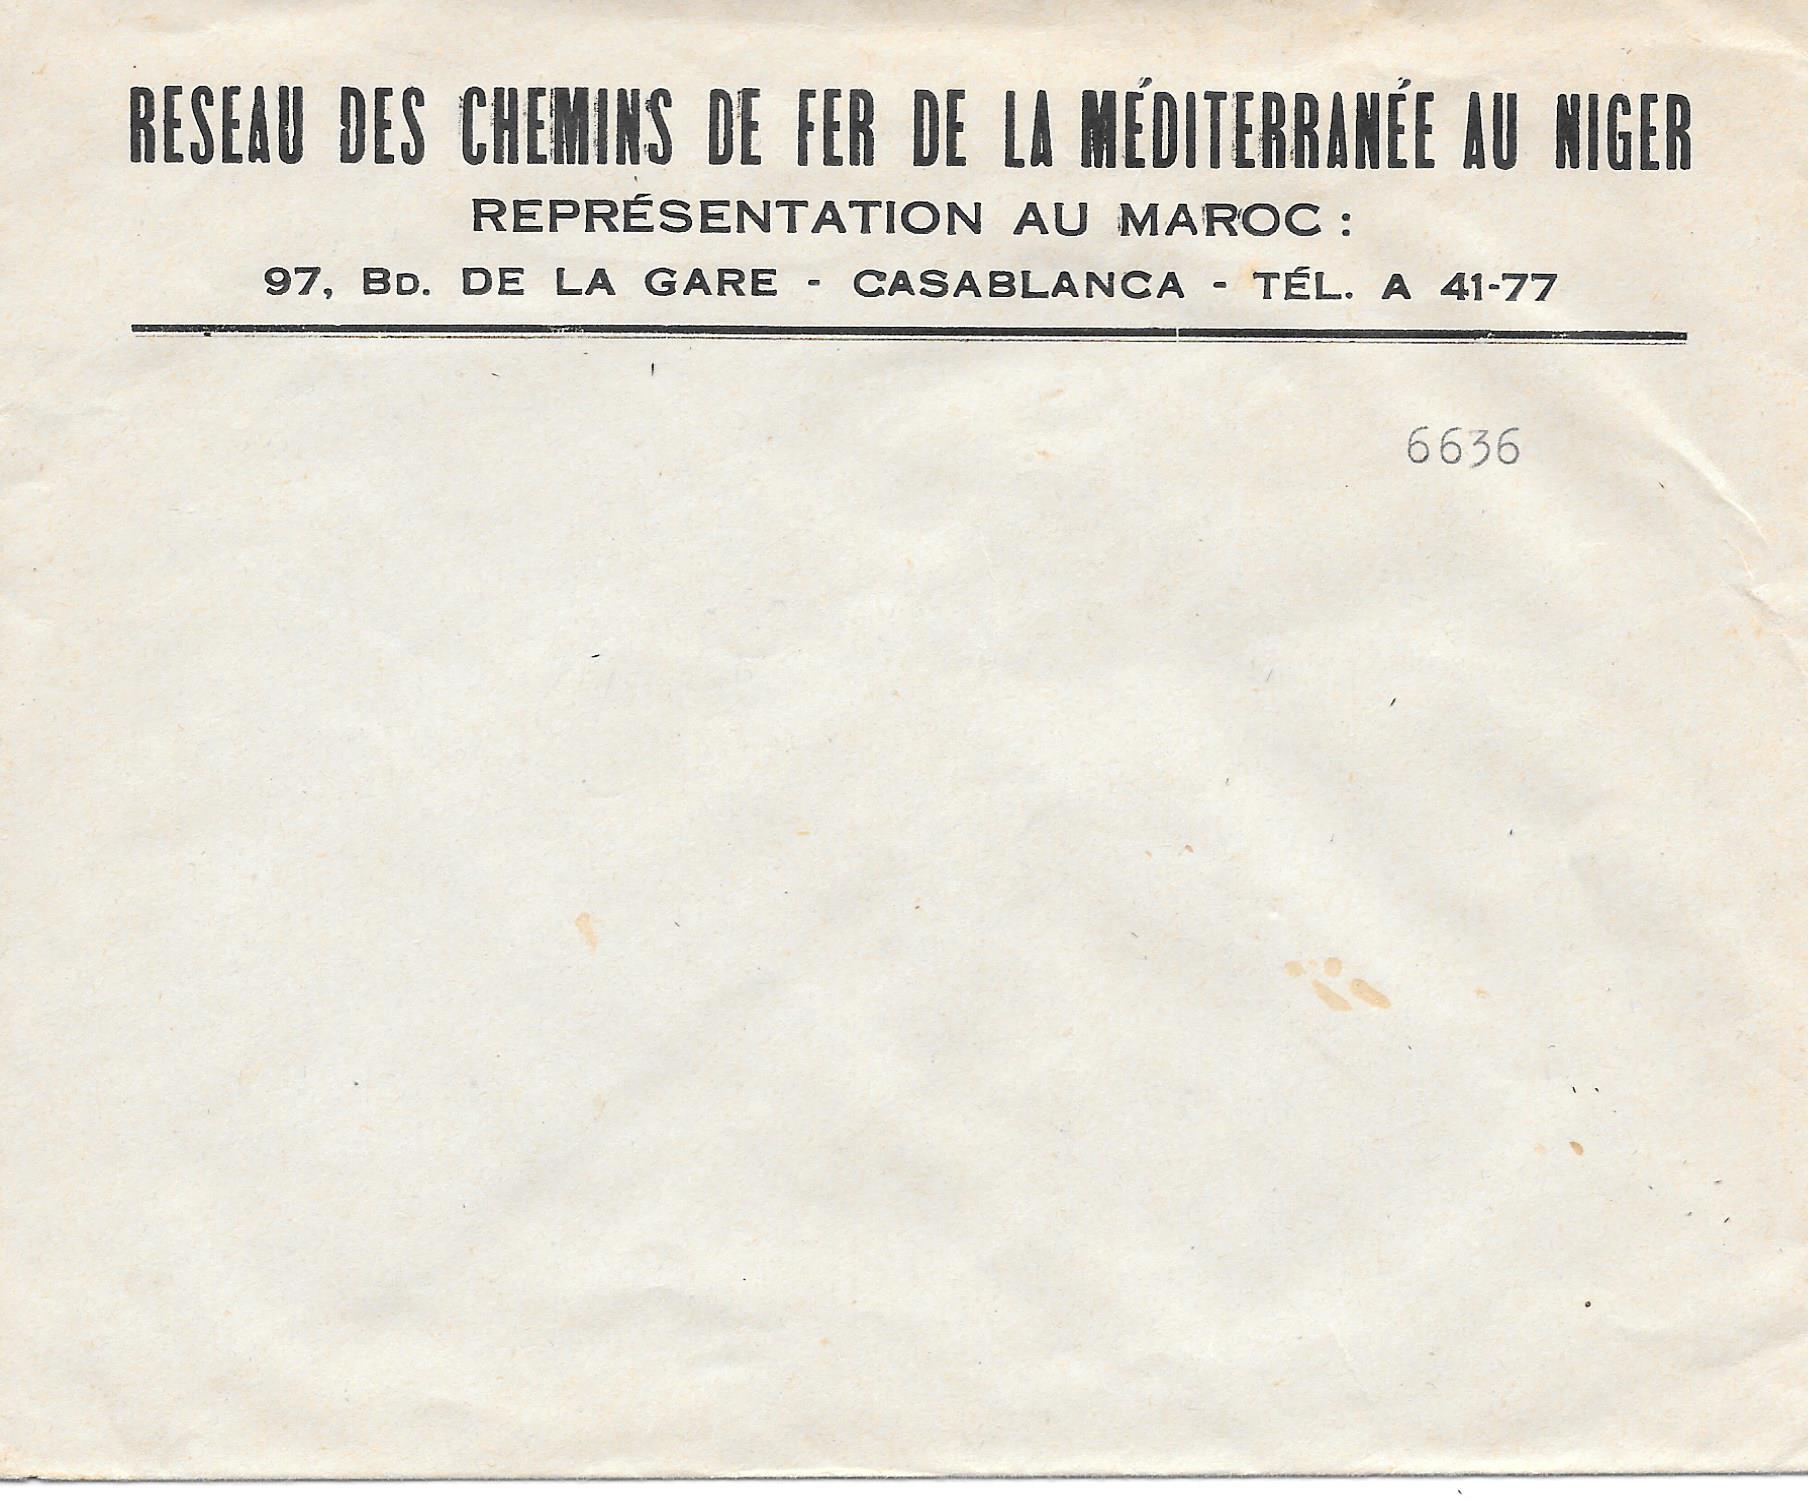 RESEAU DES CHEMINS DE FER DE LA MÉDITERRANÉE AU NIGER
REPRÉSENTATION AU MAROC :
97, BD. DE LA GARE - CASABLANCA - TÉL. A 41-77
6636